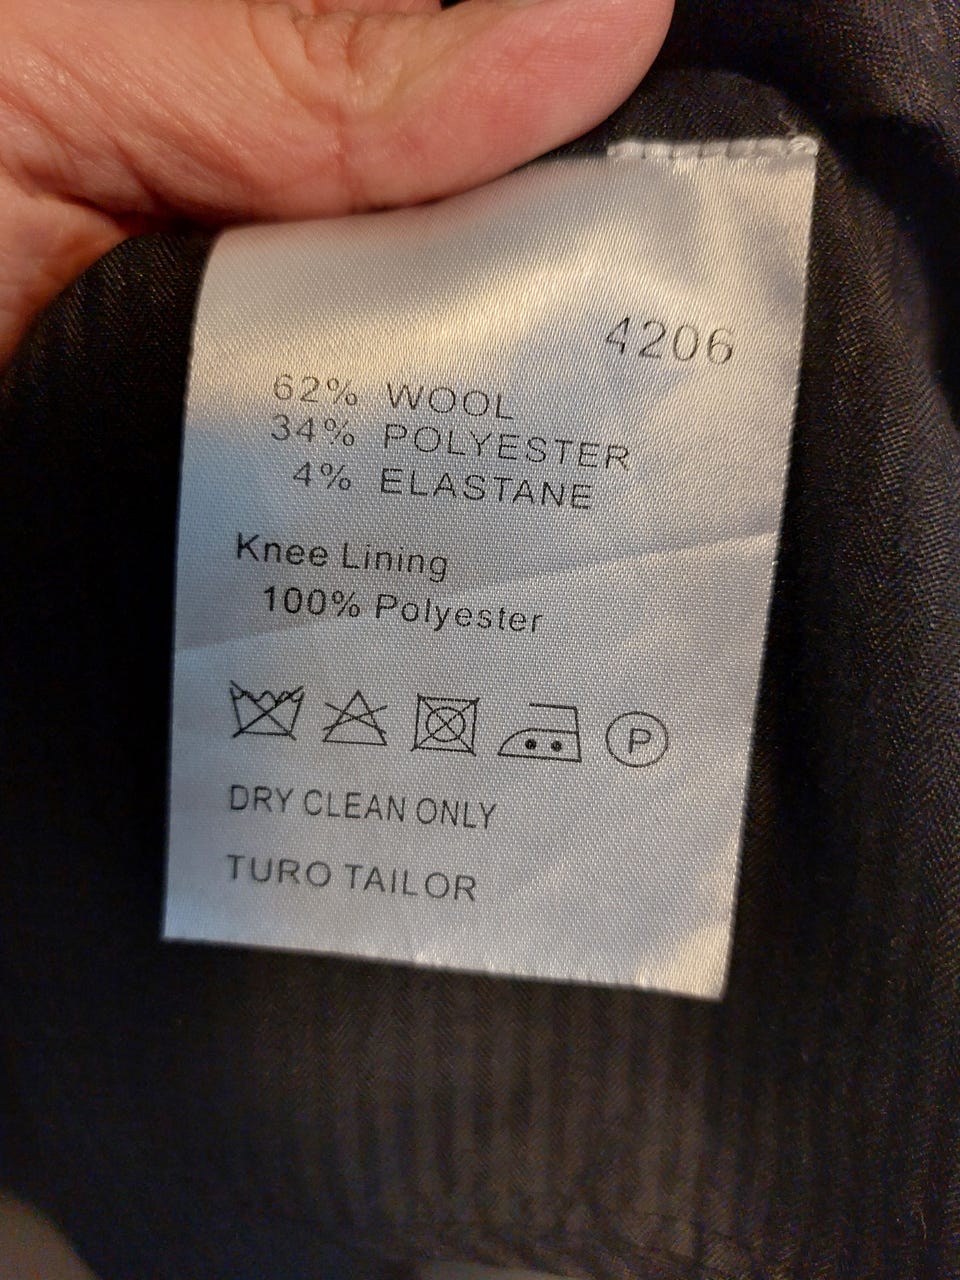 4206
62% WOOL
34% POLYESTER
4% ELASTANE
Knee Lining
100% Polyester
P
DRY CLEAN ONLY
TURO TAILOR